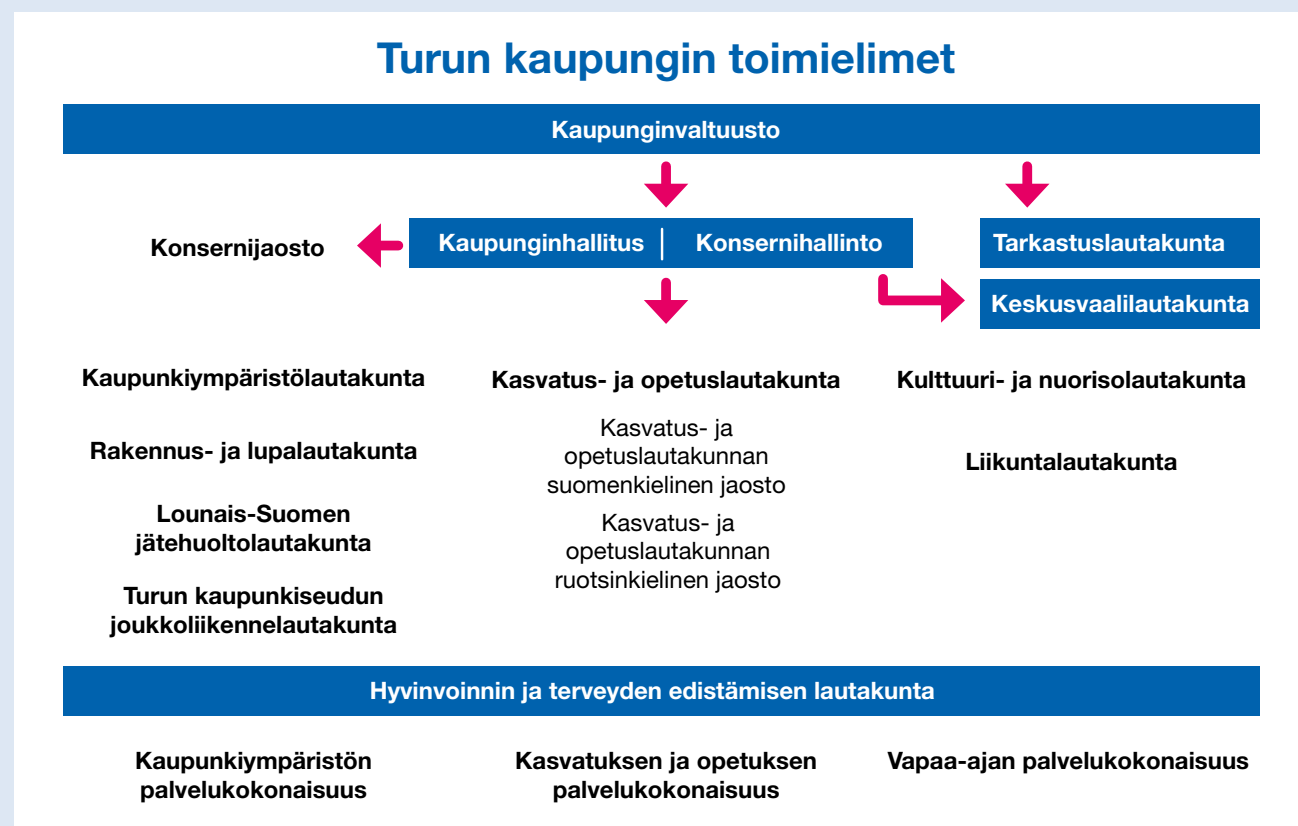 Turun kaupungin toimielimet
Kaupunginvaltuusto
Konsernijaosto
Kaupunginhallitus | Konsernihallinto
Tarkastuslautakunta
Keskusvaalilautakunta
Kaupunkiympäristölautakunta
Rakennus- ja lupalautakunta
Lounais-Suomen
jätehuoltolautakunta
Turun kaupunkiseudun
joukkoliikennelautakunta
Kasvatus- ja opetuslautakunta
Kasvatus- ja
opetuslautakunnan
suomenkielinen jaosto
Kasvatus- ja
opetuslautakunnan
ruotsinkielinen jaosto
Kulttuuri- ja nuorisolautakunta
Liikuntalautakunta
Hyvinvoinnin ja terveyden edistämisen lautakunta
Kaupunkiympäristön
palvelukokonaisuus
Kasvatuksen ja opetuksen
palvelukokonaisuus
Vapaa-ajan palvelukokonaisuus